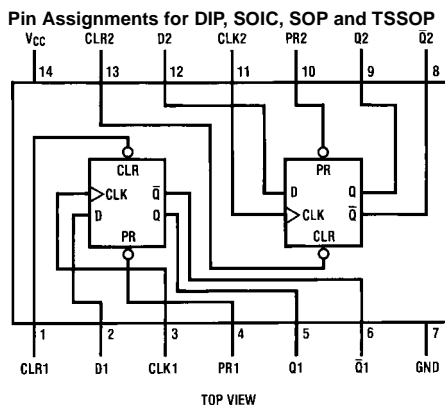 Pin Assignments for DIP, SOIC, SOP and TSSOP
VCC CLR2 D2 CLK2 PR2 Q2 Q̅2
14 13 12 11 10 9 8
CLR PR
CLK Q̅ D Q
D Q CLK Q̅
PR CLR
1 2 3 4 5 6 7
CLR1 D1 CLK1 PR1 Q1 Q̅1 GND
TOP VIEW